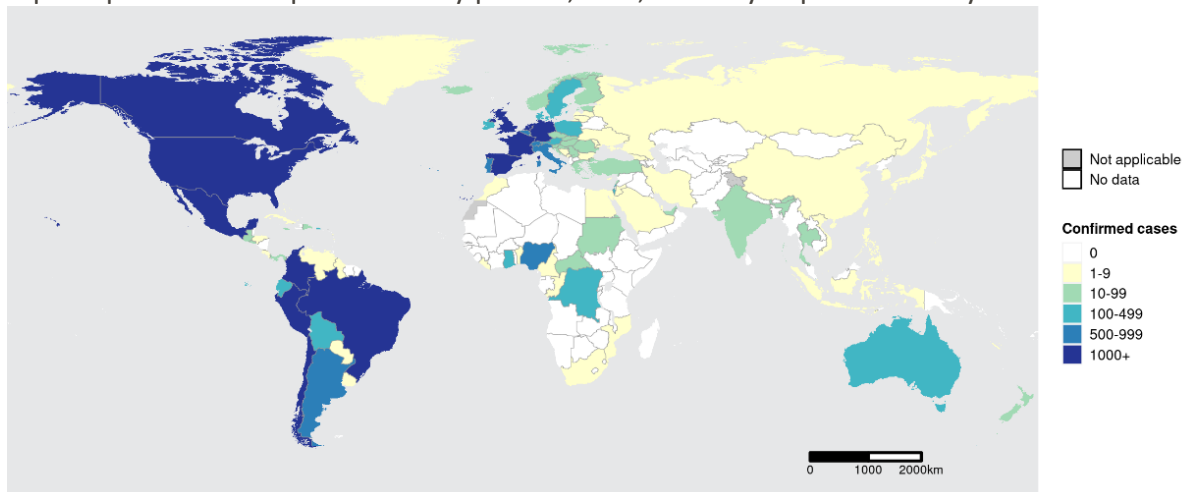 Not applicable
No data
Confirmed cases
0
1-9
10-99
100-499
500-999
1000+
0 1000 2000km